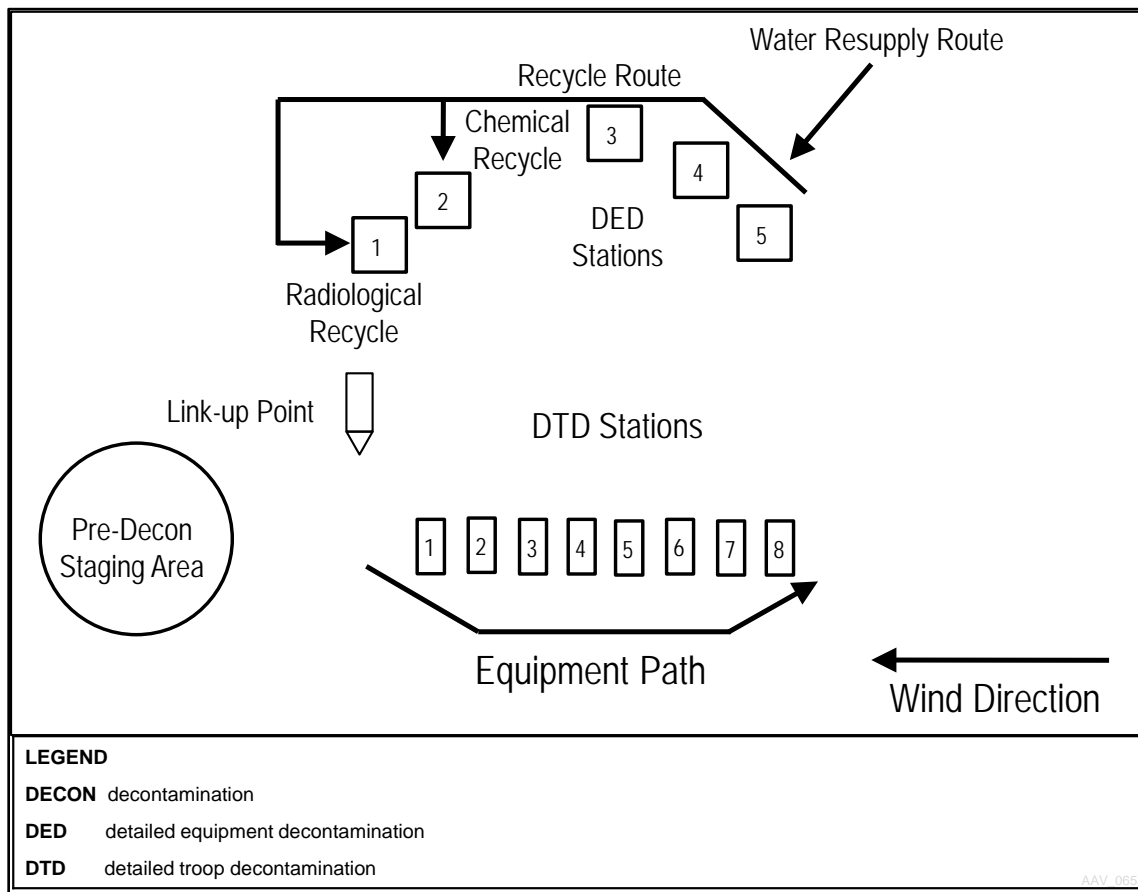 Water Resupply Route
Recycle Route
Chemical
Recycle
3
4
2
DED
Stations
5
1
Radiological
Recycle
Link-up Point
DTD Stations
Pre-Decon
Staging Area
1 2 3 4 5 6 7 8
Equipment Path
Wind Direction
LEGEND
DECON decontamination
DED detailed equipment decontamination
DTD detailed troop decontamination
AAV_065